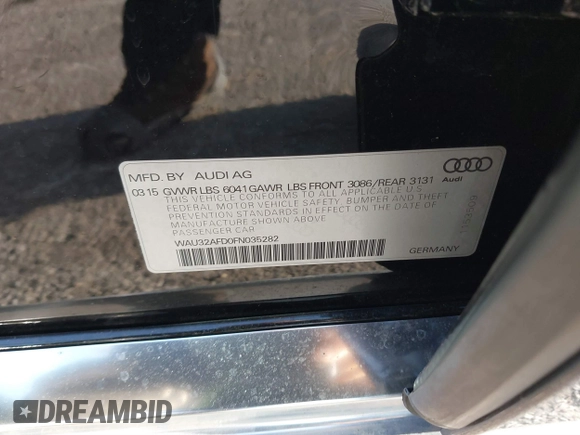 MFD. BY AUDI AG
03 15 GVWR LBS 6041 GAWR LBS FRONT 3086/REAR 3131
THIS VEHICLE CONFORMS TO ALL APPLICABLE U.S.
FEDERAL MOTOR VEHICLE SAFETY, BUMPER AND THEFT
PREVENTION STANDARDS IN EFFECT ON THE DATE OF
MANUFACTURE SHOWN ABOVE
PASSENGER CAR
WAU32AFD0FN035282
Audi
GERMANY
DREAMBID